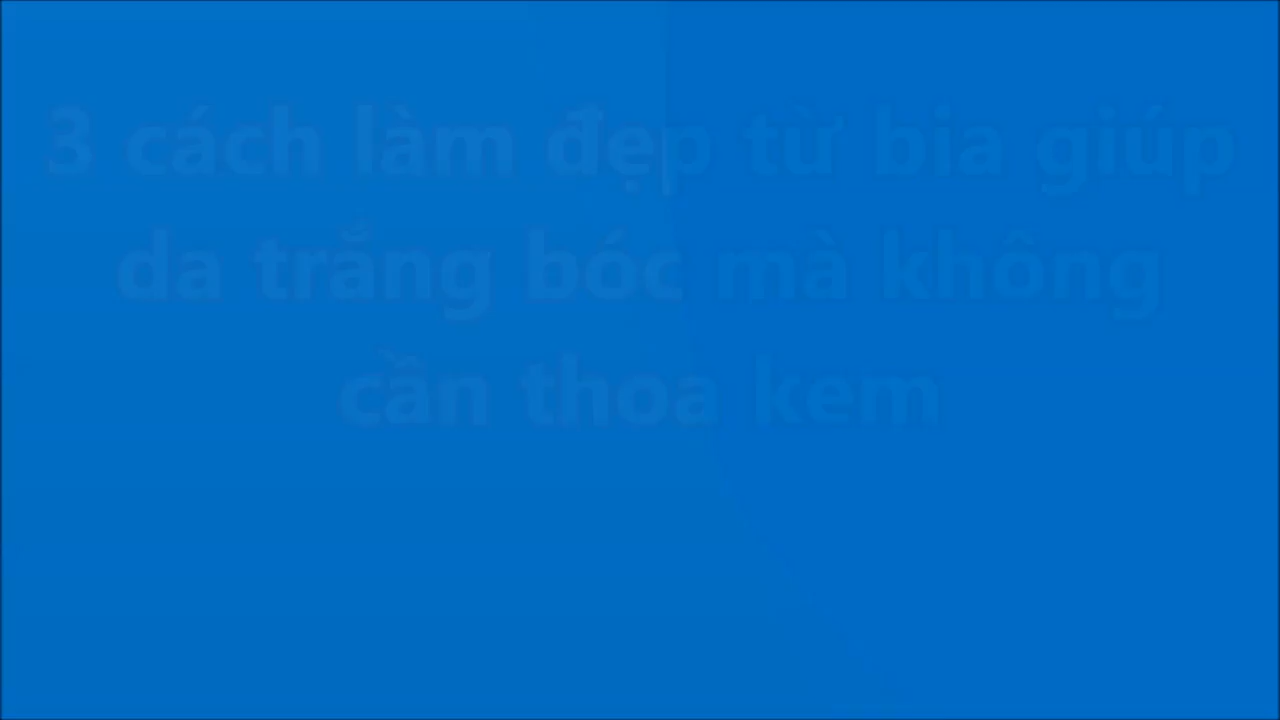 3 cách làm đẹp từ bia giúp
da trắng bóc mà không
cần thoa kem